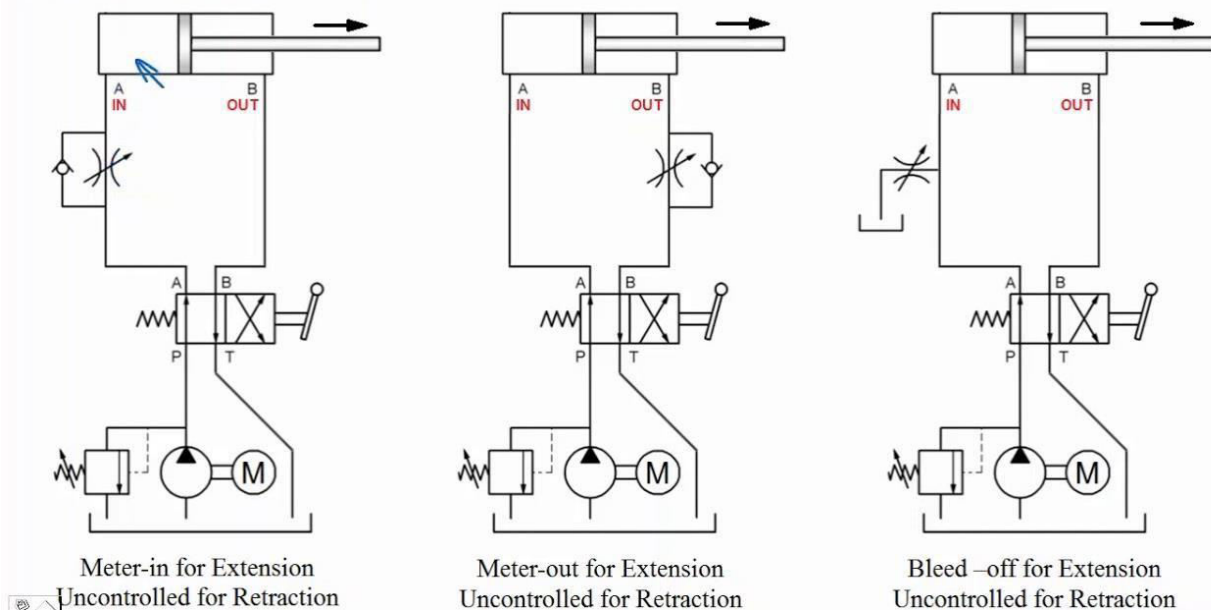 A B
IN OUT
A B
P T
M
Meter-in for Extension
Uncontrolled for Retraction
A B
IN OUT
A B
P T
M
Meter-out for Extension
Uncontrolled for Retraction
A B
IN OUT
A B
P T
M
Bleed –off for Extension
Uncontrolled for Retraction